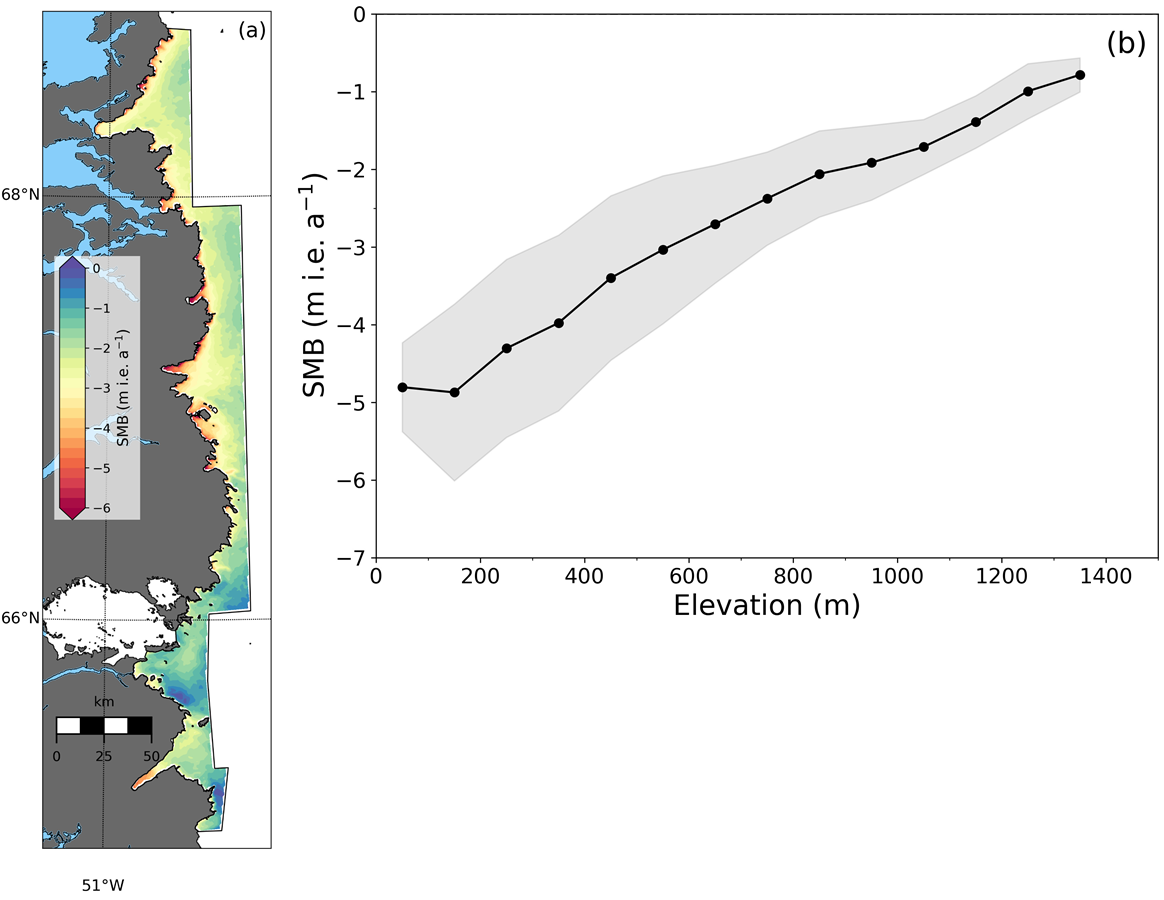 (a)
68°N
0
−1
−2
−3
−4
−5
−6
SMB (m i.e. a⁻¹)
66°N
km
0 25 50
51°W
(b)
0
−1
−2
−3
−4
−5
−6
−7
SMB (m i.e. a⁻¹)
0 200 400 600 800 1000 1200 1400
Elevation (m)